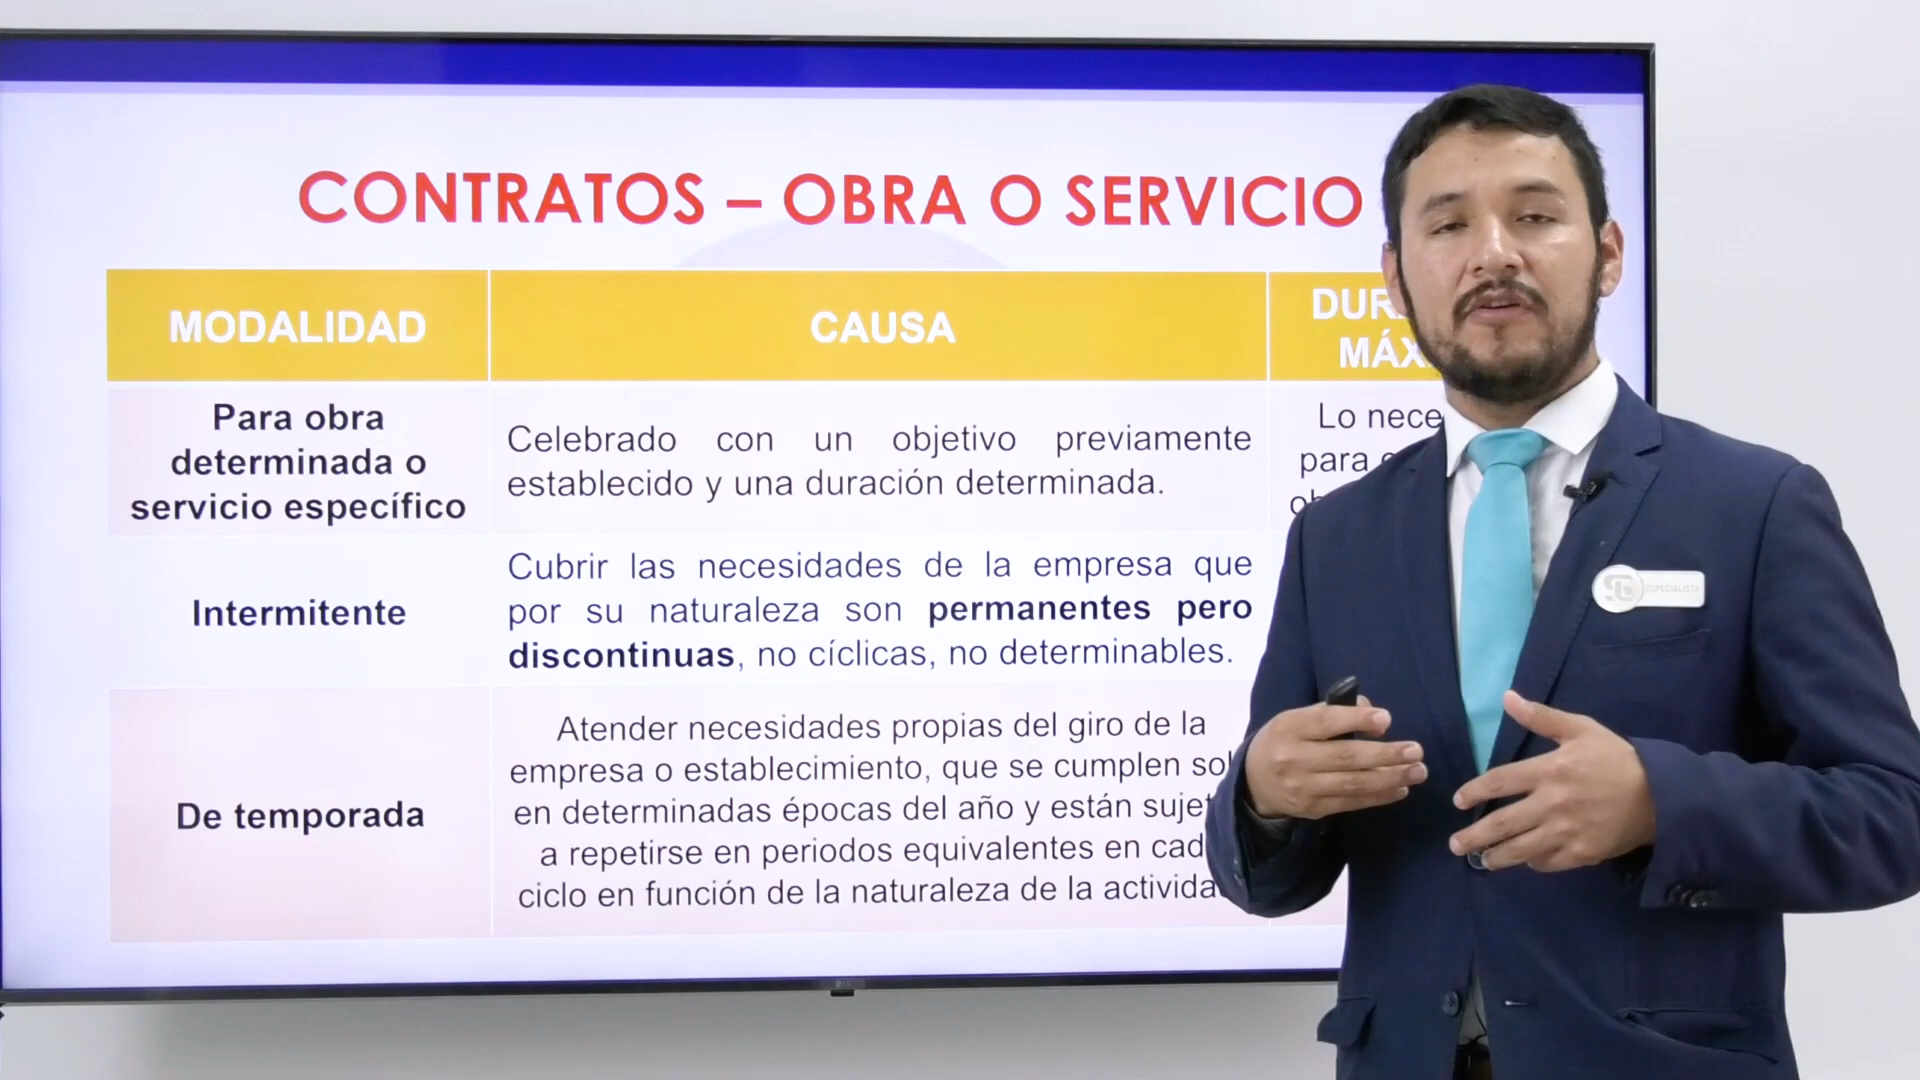 CONTRATOS – OBRA O SERVICIO
MODALIDAD
CAUSA
Para obra
determinada o
servicio específico
Celebrado con un objetivo previamente
establecido y una duración determinada.
Lo
para
Intermitente
Cubrir las necesidades de la empresa que
por su naturaleza son permanentes pero
discontinuas, no cíclicas, no determinables.
De temporada
Atender necesidades propias del giro de la
empresa o establecimiento, que se cumplen
en determinadas épocas del año y están
a repetirse en periodos equivalentes en
ciclo en función de la naturaleza de la
ESPECIALISTA
LG